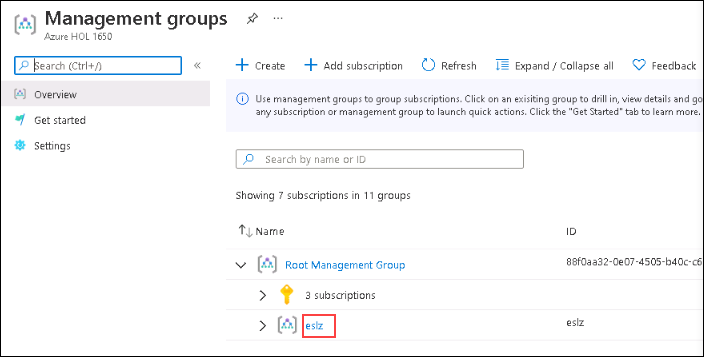 Management groups
Azure HOL 1650
Search (Ctrl+/)
Overview
Get started
Settings
Create
Add subscription
Refresh
Expand / Collapse all
Feedback
Use management groups to group subscriptions. Click on an exisiting group to drill in, view details and go
any subscription or management group to launch quick actions. Click the "Get Started" tab to learn more.
Search by name or ID
Showing 7 subscriptions in 11 groups
Name ID
Root Management Group 88f0aa32-0e07-4505-b40c-c6
3 subscriptions
eslz eslz